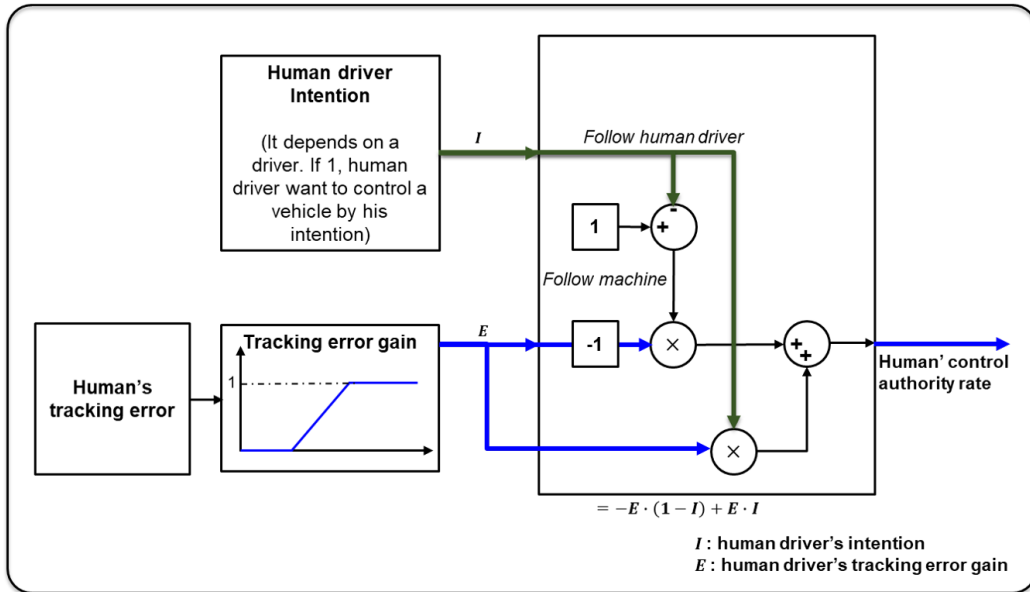 Human driver
Intention
(It depends on a
driver. If 1, human
driver want to control a
vehicle by his
intention)
I
Follow human driver
-
1
+
Follow machine
Human's
tracking error
Tracking error gain
1
E
-1
×
+
+
Human' control
authority rate
×
= −E · (1 − I) + E · I
I : human driver's intention
E : human driver's tracking error gain